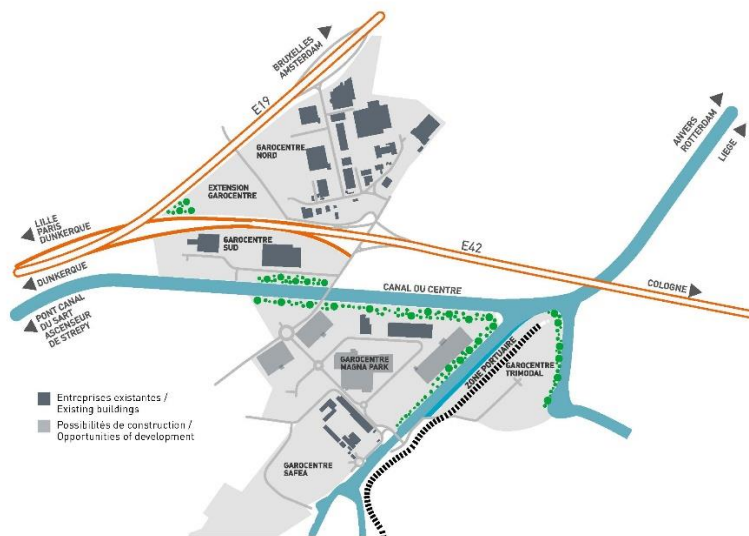 BRUXELLES
AMSTERDAM
E19
GAROCENTRE
NORD
ANVERS
ROTTERDAM
LIEGE
EXTENSION
GAROCENTRE
LILLE
PARIS
DUNKERQUE
GAROCENTRE
SUD
E42
DUNKERQUE
CANAL DU CENTRE
COLOGNE
PONT CANAL
DU SART
ASCENSEUR
DE STREPY
GAROCENTRE
MAGNA PARK
ZONE PORTUAIRE
GAROCENTRE
TRIMODAL
Entreprises existantes /
Existing buildings
Possibilités de construction /
Opportunities of development
GAROCENTRE
SAFEA